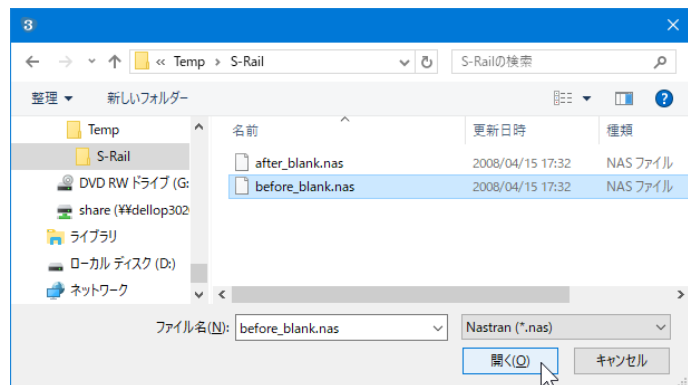 3
« Temp › S-Rail
S-Railの検索
整理 ▼ 新しいフォルダー
Temp
S-Rail
DVD RW ドライブ (G:
share (¥¥dellop302
ライブラリ
ローカル ディスク (D:)
ネットワーク
名前 更新日時 種類
after_blank.nas 2008/04/15 17:32 NAS ファイル
before_blank.nas 2008/04/15 17:32 NAS ファイル
ファイル名(N): before_blank.nas Nastran (*.nas)
開く(O) キャンセル